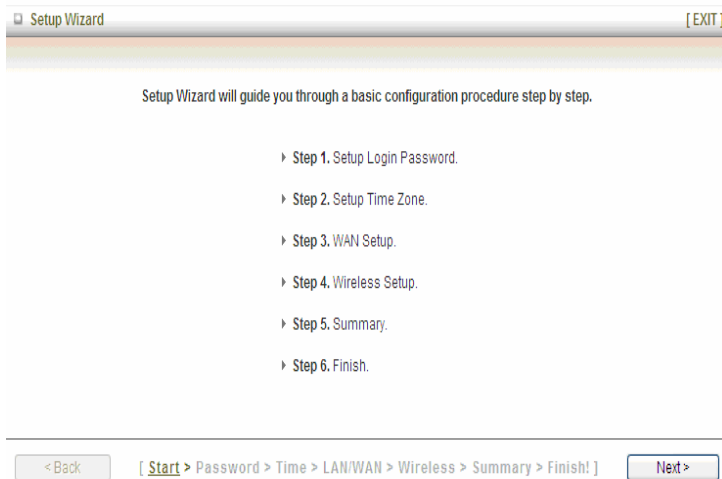 Setup Wizard [ EXIT ]
Setup Wizard will guide you through a basic configuration procedure step by step.
Step 1. Setup Login Password.
Step 2. Setup Time Zone.
Step 3. WAN Setup.
Step 4. Wireless Setup.
Step 5. Summary.
Step 6. Finish.
< Back [ Start > Password > Time > LAN/WAN > Wireless > Summary > Finish! ] Next >